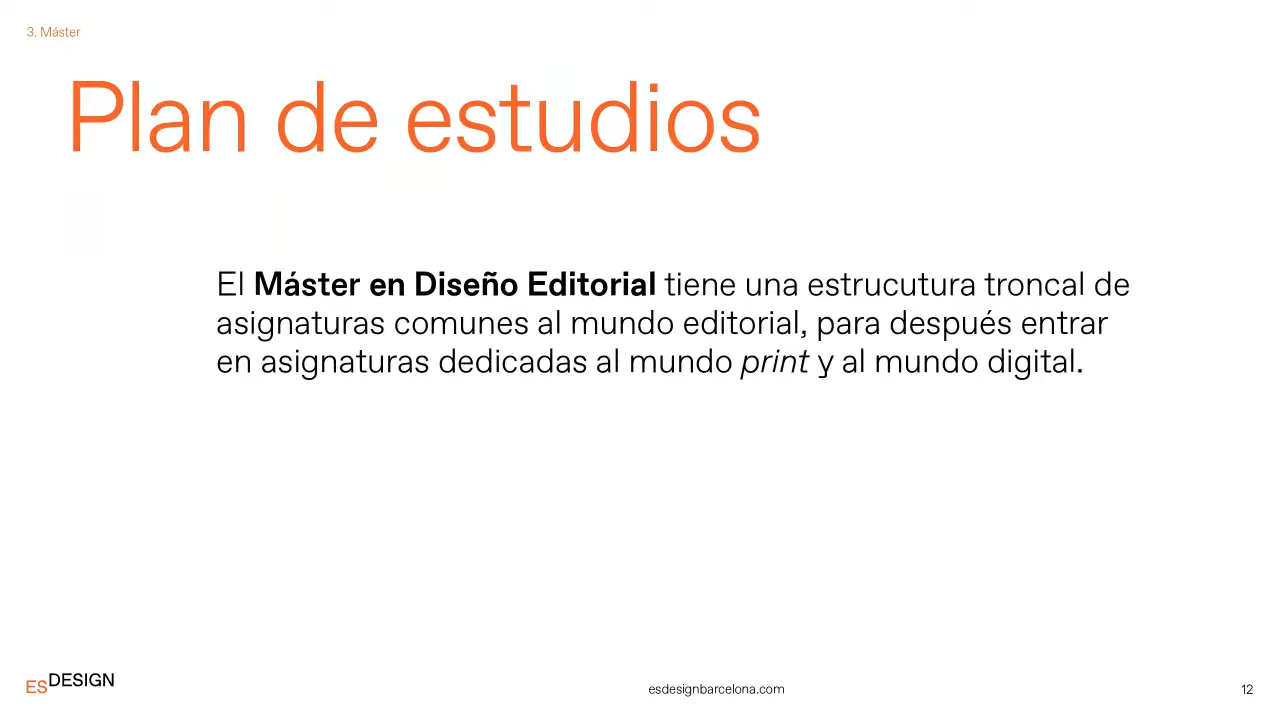 3. Máster
Plan de estudios
El Máster en Diseño Editorial tiene una estrucutura troncal de
asignaturas comunes al mundo editorial, para después entrar
en asignaturas dedicadas al mundo print y al mundo digital.
ESDESIGN
esdesignbarcelona.com
12